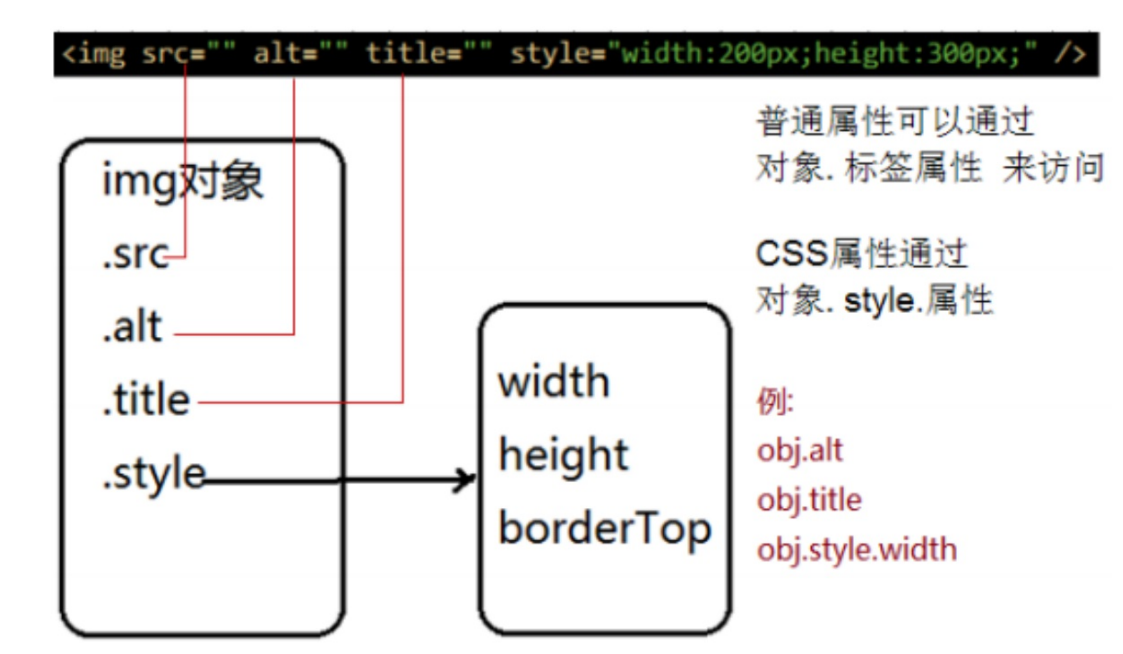 <img src="" alt="" title="" style="width:200px;height:300px;" />
img对象
.src
.alt
.title
.style
width
height
borderTop
普通属性可以通过
对象. 标签属性 来访问
CSS属性通过
对象. style.属性
例:
obj.alt
obj.title
obj.style.width